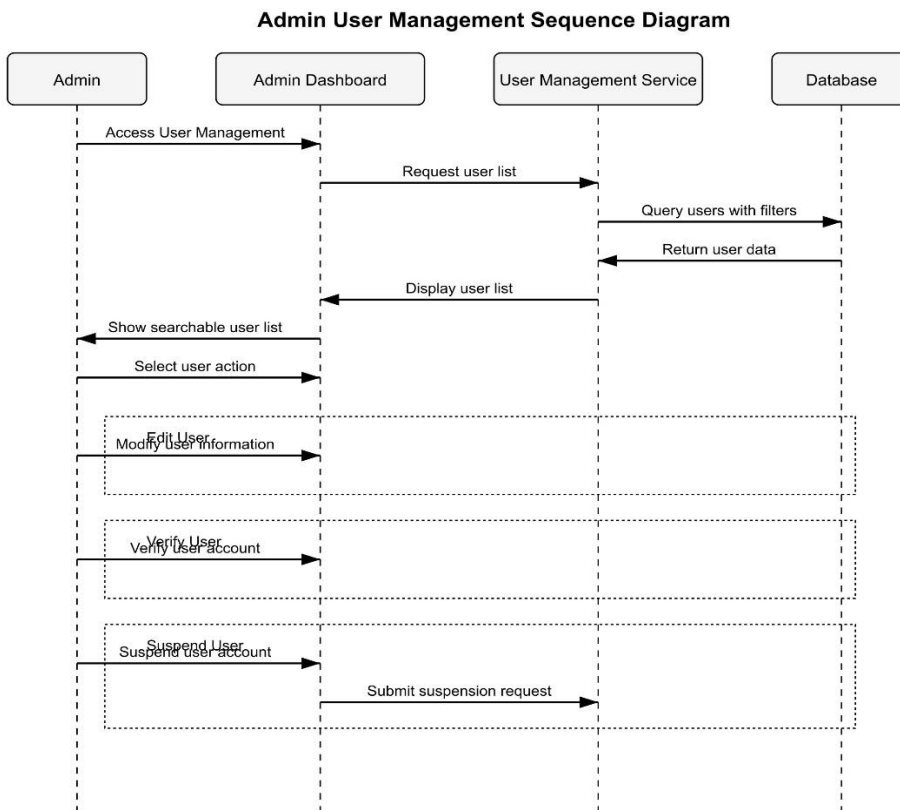 Admin User Management Sequence Diagram
Admin
Admin Dashboard
User Management Service
Database
Access User Management
Request user list
Query users with filters
Return user data
Display user list
Show searchable user list
Select user action
Edit User
Modify user information
Verify User
Verify user account
Suspend User
Suspend user account
Submit suspension request